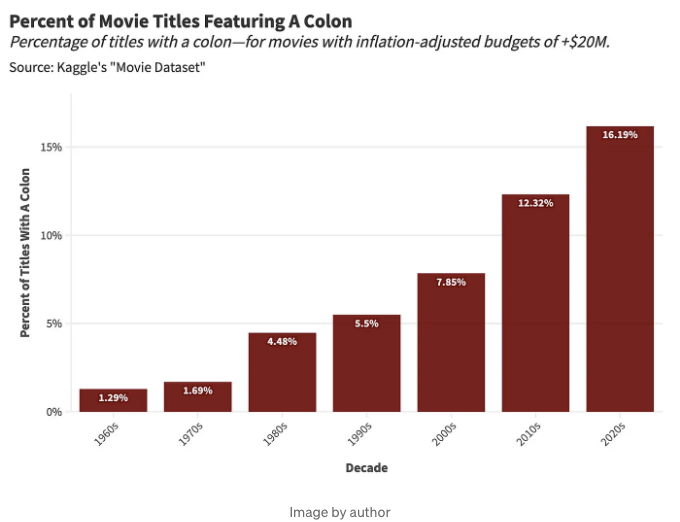 Percent of Movie Titles Featuring A Colon
Percentage of titles with a colon—for movies with inflation-adjusted budgets of +$20M.
Source: Kaggle's "Movie Dataset"
Percent of Titles With A Colon
15%
10%
5%
0%
1.29%
1.69%
4.48%
5.5%
7.85%
12.32%
16.19%
1960s
1970s
1980s
1990s
2000s
2010s
2020s
Decade
Image by author